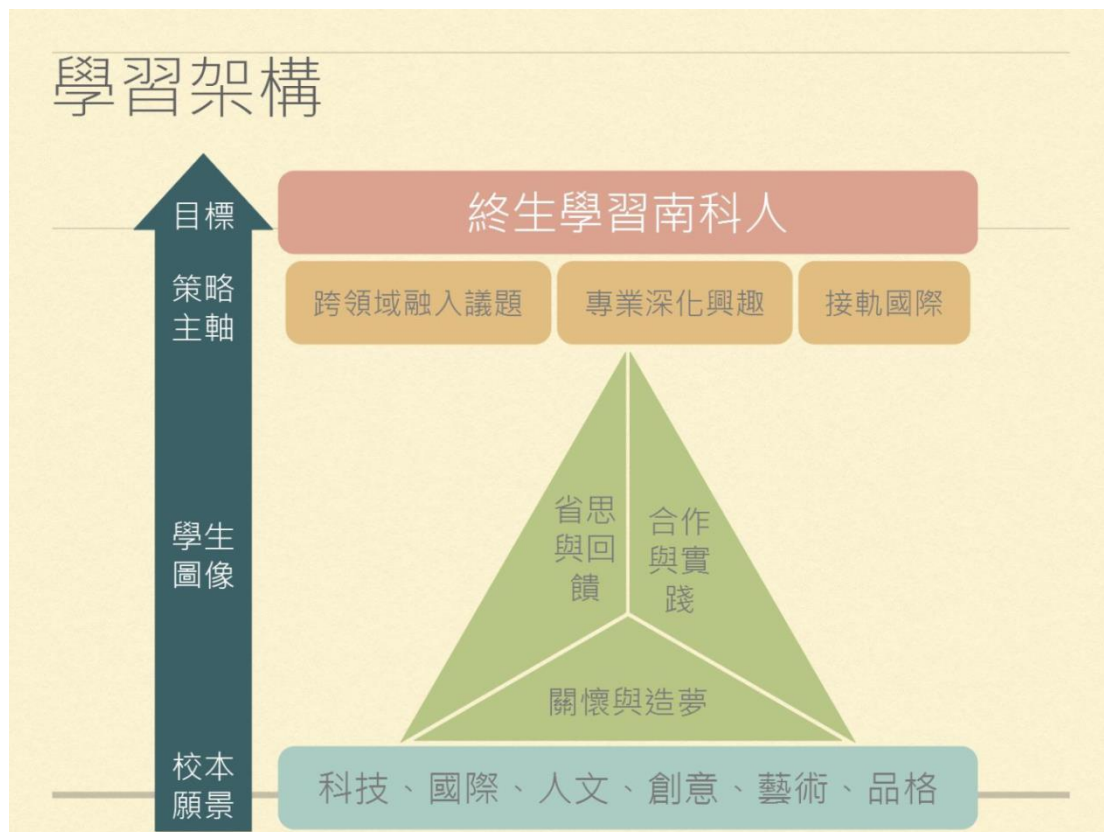 學習架構
目標
終生學習南科人
策略
主軸
跨領域融入議題
專業深化興趣
接軌國際
學生
圖像
省思
與回
饋
合作
與實
踐
關懷與造夢
校本
願景
科技、國際、人文、創意、藝術、品格